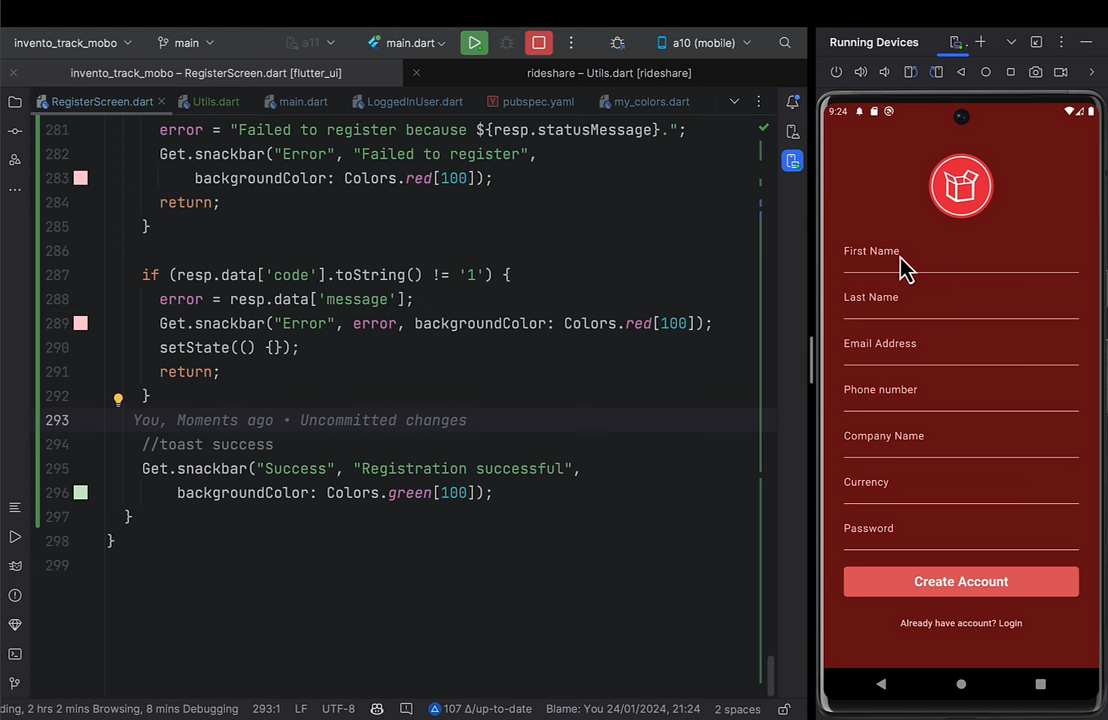 invento_track_mobo
main
a11
main.dart
a10 (mobile)
Running Devices
invento_track_mobo – RegisterScreen.dart [flutter_ui]
rideshare – Utils.dart [rideshare]
RegisterScreen.dart
Utils.dart
main.dart
LoggedInUser.dart
pubspec.yaml
my_colors.dart
281 error = "Failed to register because ${resp.statusMessage}.";
282 Get.snackbar("Error", "Failed to register",
283 backgroundColor: Colors.red[100]);
284 return;
285 }
286
287 if (resp.data['code'].toString() != '1') {
288 error = resp.data['message'];
289 Get.snackbar("Error", error, backgroundColor: Colors.red[100]);
290 setState(() {});
291 return;
292 }
293 You, Moments ago • Uncommitted changes
294 //toast success
295 Get.snackbar("Success", "Registration successful",
296 backgroundColor: Colors.green[100]);
297 }
298 }
299
9:24
First Name
Last Name
Email Address
Phone number
Company Name
Currency
Password
Create Account
Already have account? Login
ding, 2 hrs 2 mins Browsing, 8 mins Debugging
293:1
LF
UTF-8
107 Δ/up-to-date
Blame: You 24/01/2024, 21:24
2 spaces